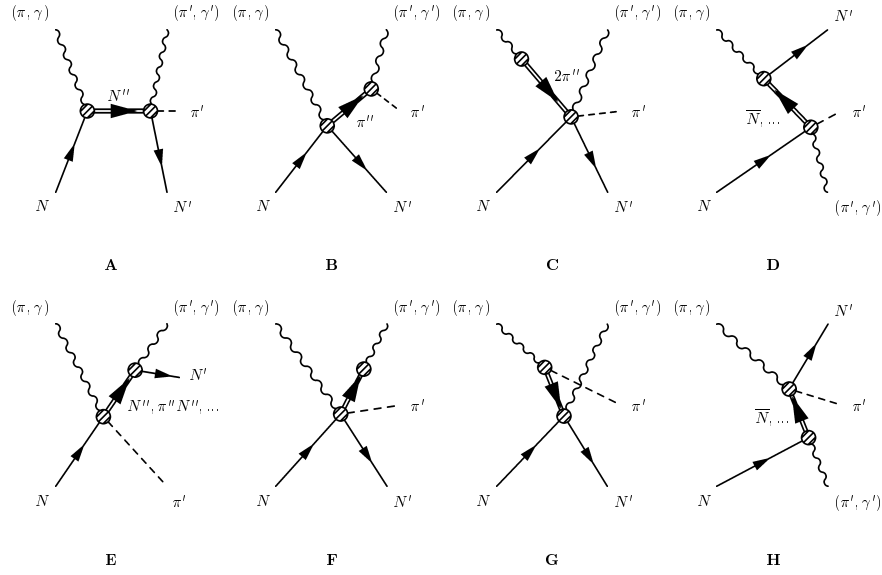 (π, γ) (π′, γ′) (π, γ) (π′, γ′) (π, γ) (π′, γ′) (π, γ) N′
N″ π′ π″ π′ 2π″ π′ N̅, ... π′
N N′ N N′ N N′ N (π′, γ′)
A B C D
(π, γ) (π′, γ′) (π, γ) (π′, γ′) (π, γ) (π′, γ′) (π, γ) N′
N′
N″, π″N″, ... π′ π′ N̅, ... π′
N π′ N N′ N N′ N (π′, γ′)
E F G H